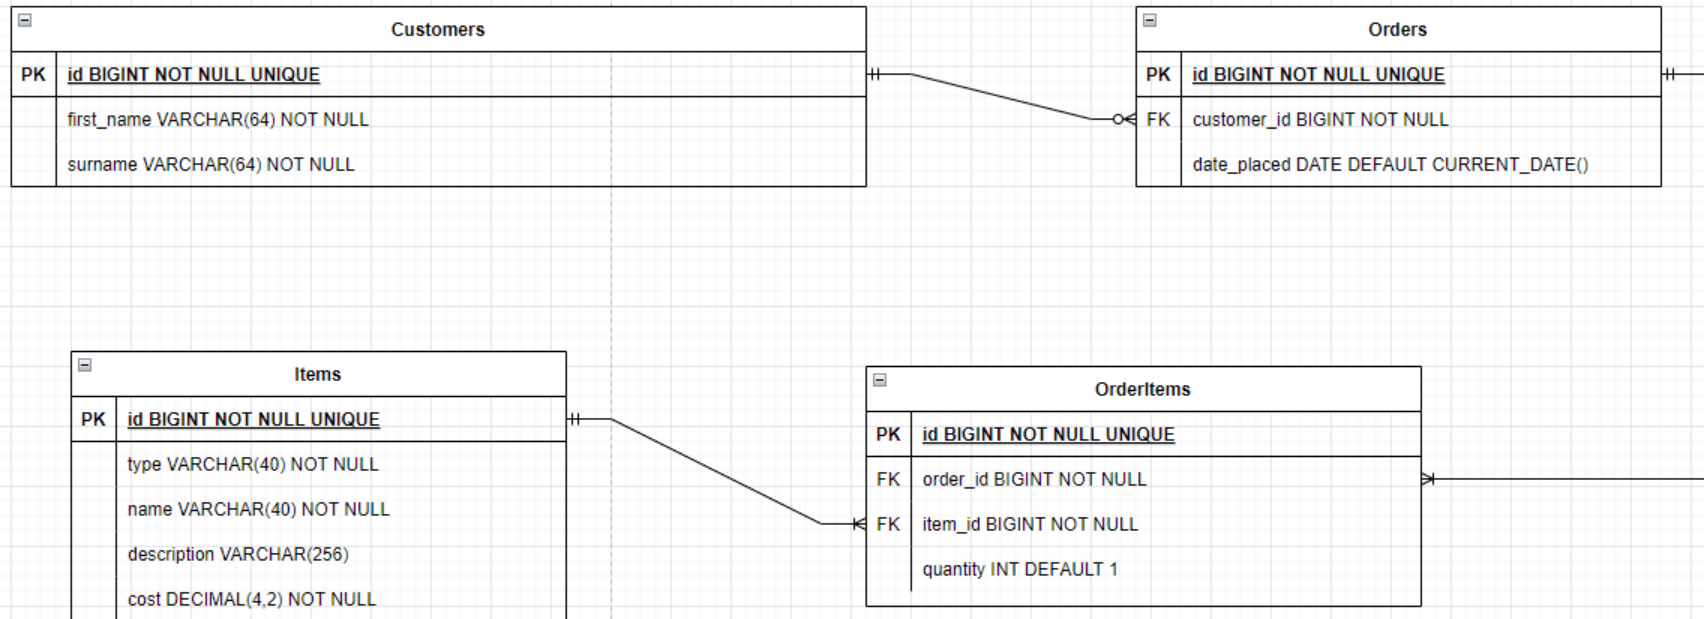 Customers
PK id BIGINT NOT NULL UNIQUE
first_name VARCHAR(64) NOT NULL
surname VARCHAR(64) NOT NULL
Orders
PK id BIGINT NOT NULL UNIQUE
FK customer_id BIGINT NOT NULL
date_placed DATE DEFAULT CURRENT_DATE()
Items
PK id BIGINT NOT NULL UNIQUE
type VARCHAR(40) NOT NULL
name VARCHAR(40) NOT NULL
description VARCHAR(256)
cost DECIMAL(4,2) NOT NULL
OrderItems
PK id BIGINT NOT NULL UNIQUE
FK order_id BIGINT NOT NULL
FK item_id BIGINT NOT NULL
quantity INT DEFAULT 1